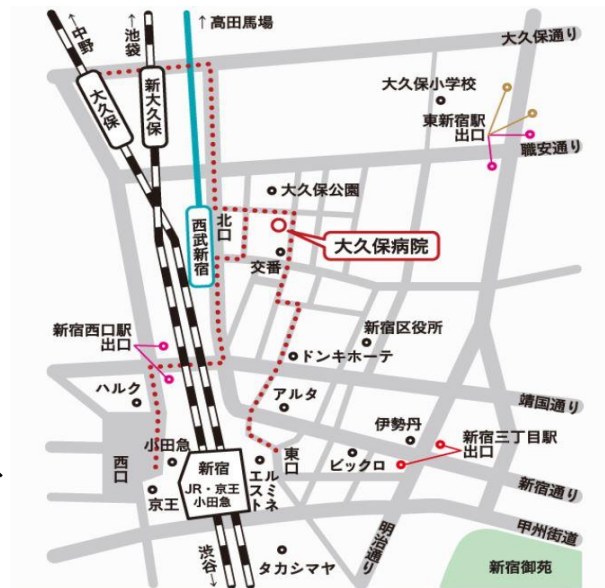 ←中野
←池袋
↑高田馬場
大久保通り
大久保
新大久保
大久保小学校
東新宿駅
出口
職安通り
大久保公園
北口
西武新宿
大久保病院
交番
新宿西口駅
出口
新宿区役所
ドンキホーテ
ハルク
アルタ
靖国通り
伊勢丹
新宿三丁目駅
出口
小田急
東口
西口
新宿
JR・京王
小田急
エルミネ
スト
ビックロ
京王
新宿通り
甲州街道
明治通り
渋谷→
タカシマヤ
新宿御苑